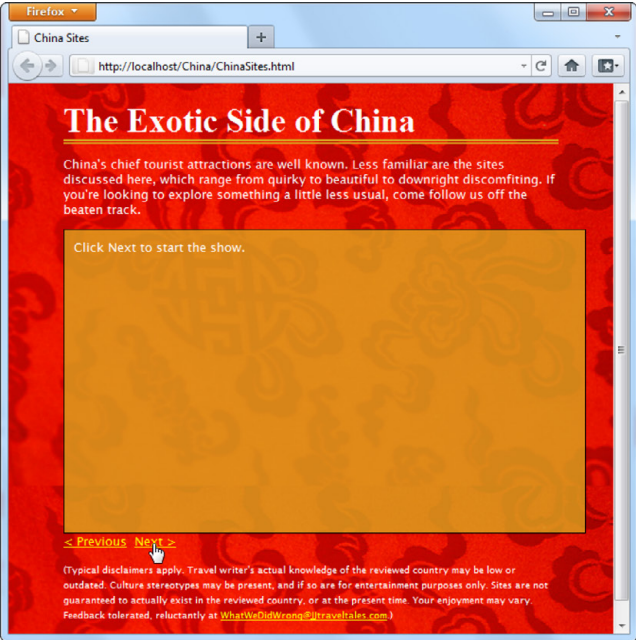 Firefox
China Sites
http://localhost/China/ChinaSites.html
The Exotic Side of China
China's chief tourist attractions are well known. Less familiar are the sites
discussed here, which range from quirky to beautiful to downright discomfiting. If
you're looking to explore something a little less usual, come follow us off the
beaten track.
Click Next to start the show.
< Previous Next >
(Typical disclaimers apply. Travel writer's actual knowledge of the reviewed country may be low or
outdated. Culture stereotypes may be present, and if so are for entertainment purposes only. Sites are not
guaranteed to actually exist in the reviewed country, or at the present time. Your enjoyment may vary.
Feedback tolerated, reluctantly at WhatWeDidWrong@JJtraveltales.com.)